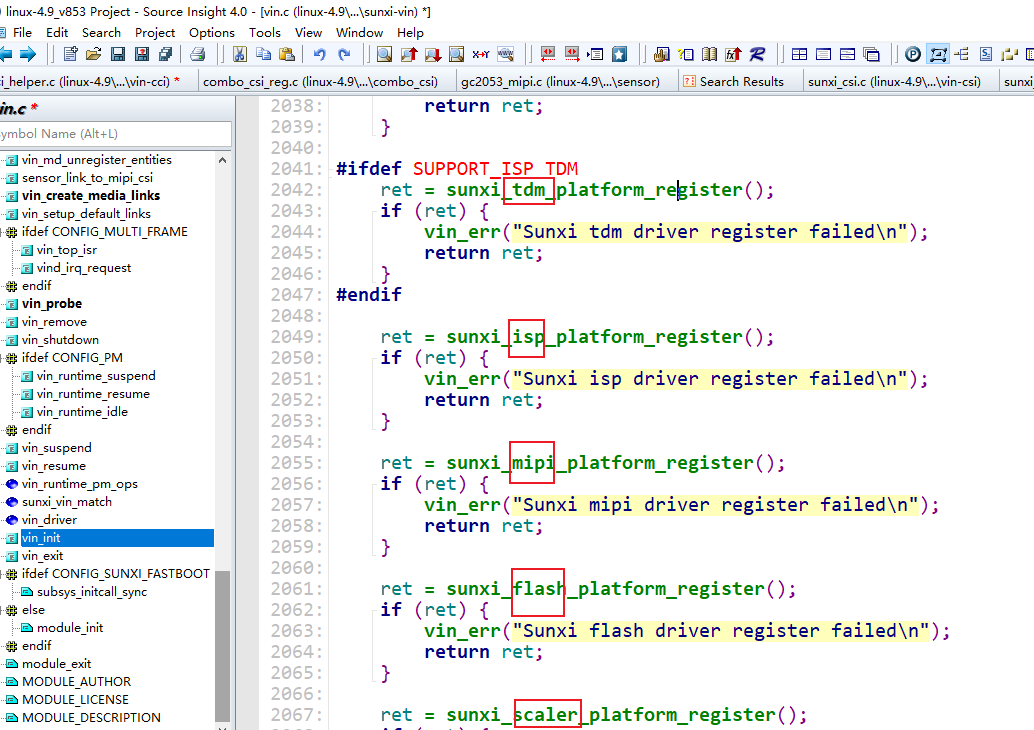 linux-4.9_v853 Project - Source Insight 4.0 - [vin.c (linux-4.9\...\sunxi-vin) *]
File Edit Search Project Options Tools View Window Help
i_helper.c (linux-4.9\...\vin-cci) * combo_csi_reg.c (linux-4.9\...\combo_csi) gc2053_mipi.c (linux-4.9\...\sensor) Search Results sunxi_csi.c (linux-4.9\...\vin-csi) sunxi
in.c *
ymbol Name (Alt+L)
vin_md_unregister_entities
sensor_link_to_mipi_csi
vin_create_media_links
vin_setup_default_links
ifdef CONFIG_MULTI_FRAME
vin_top_isr
vind_irq_request
endif
vin_probe
vin_remove
vin_shutdown
ifdef CONFIG_PM
vin_runtime_suspend
vin_runtime_resume
vin_runtime_idle
endif
vin_suspend
vin_resume
vin_runtime_pm_ops
sunxi_vin_match
vin_driver
vin_init
vin_exit
ifdef CONFIG_SUNXI_FASTBOOT
subsys_initcall_sync
else
module_init
endif
module_exit
MODULE_AUTHOR
MODULE_LICENSE
MODULE_DESCRIPTION
2038: return ret;
2039: }
2040:
2041: #ifdef SUPPORT_ISP_TDM
2042: ret = sunxi_tdm_platform_register();
2043: if (ret) {
2044: vin_err("Sunxi tdm driver register failed\n");
2045: return ret;
2046: }
2047: #endif
2048:
2049: ret = sunxi_isp_platform_register();
2050: if (ret) {
2051: vin_err("Sunxi isp driver register failed\n");
2052: return ret;
2053: }
2054:
2055: ret = sunxi_mipi_platform_register();
2056: if (ret) {
2057: vin_err("Sunxi mipi driver register failed\n");
2058: return ret;
2059: }
2060:
2061: ret = sunxi_flash_platform_register();
2062: if (ret) {
2063: vin_err("Sunxi flash driver register failed\n");
2064: return ret;
2065: }
2066:
2067: ret = sunxi_scaler_platform_register();